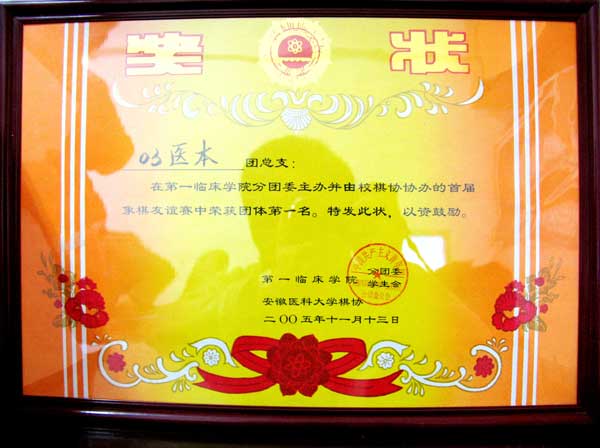 奖 状
03医本 团总支：
在第一临床学院分团委主办并由校棋协协办的首届
象棋友谊赛中荣获团体第一名。特发此状，以资鼓励。
第一临床学院 分团委
学生会
安徽医科大学棋协
二OO五年十一月十三日